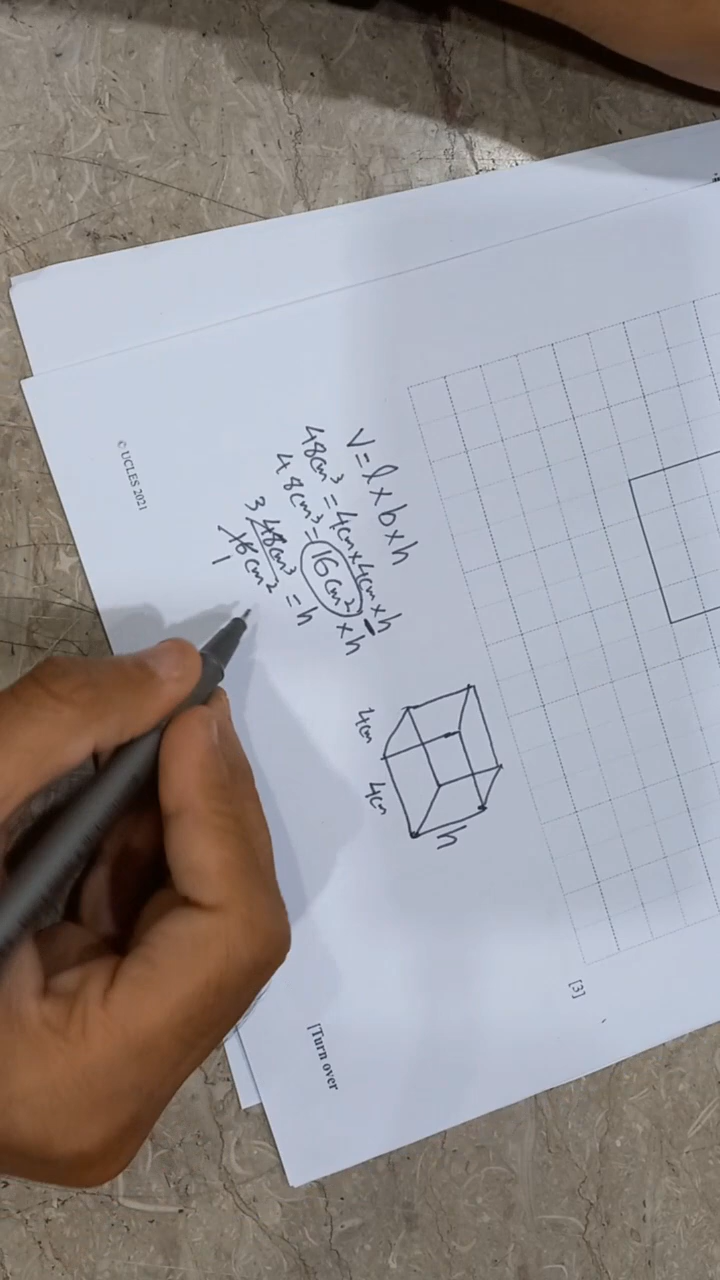 V = l × b × h
48cm³ = 4cm × 4cm × h
48cm³ = 16cm² × h
3 48cm³
16cm² = h
1
4cm
4cm
h
[3]
© UCLES 2021
[Turn over